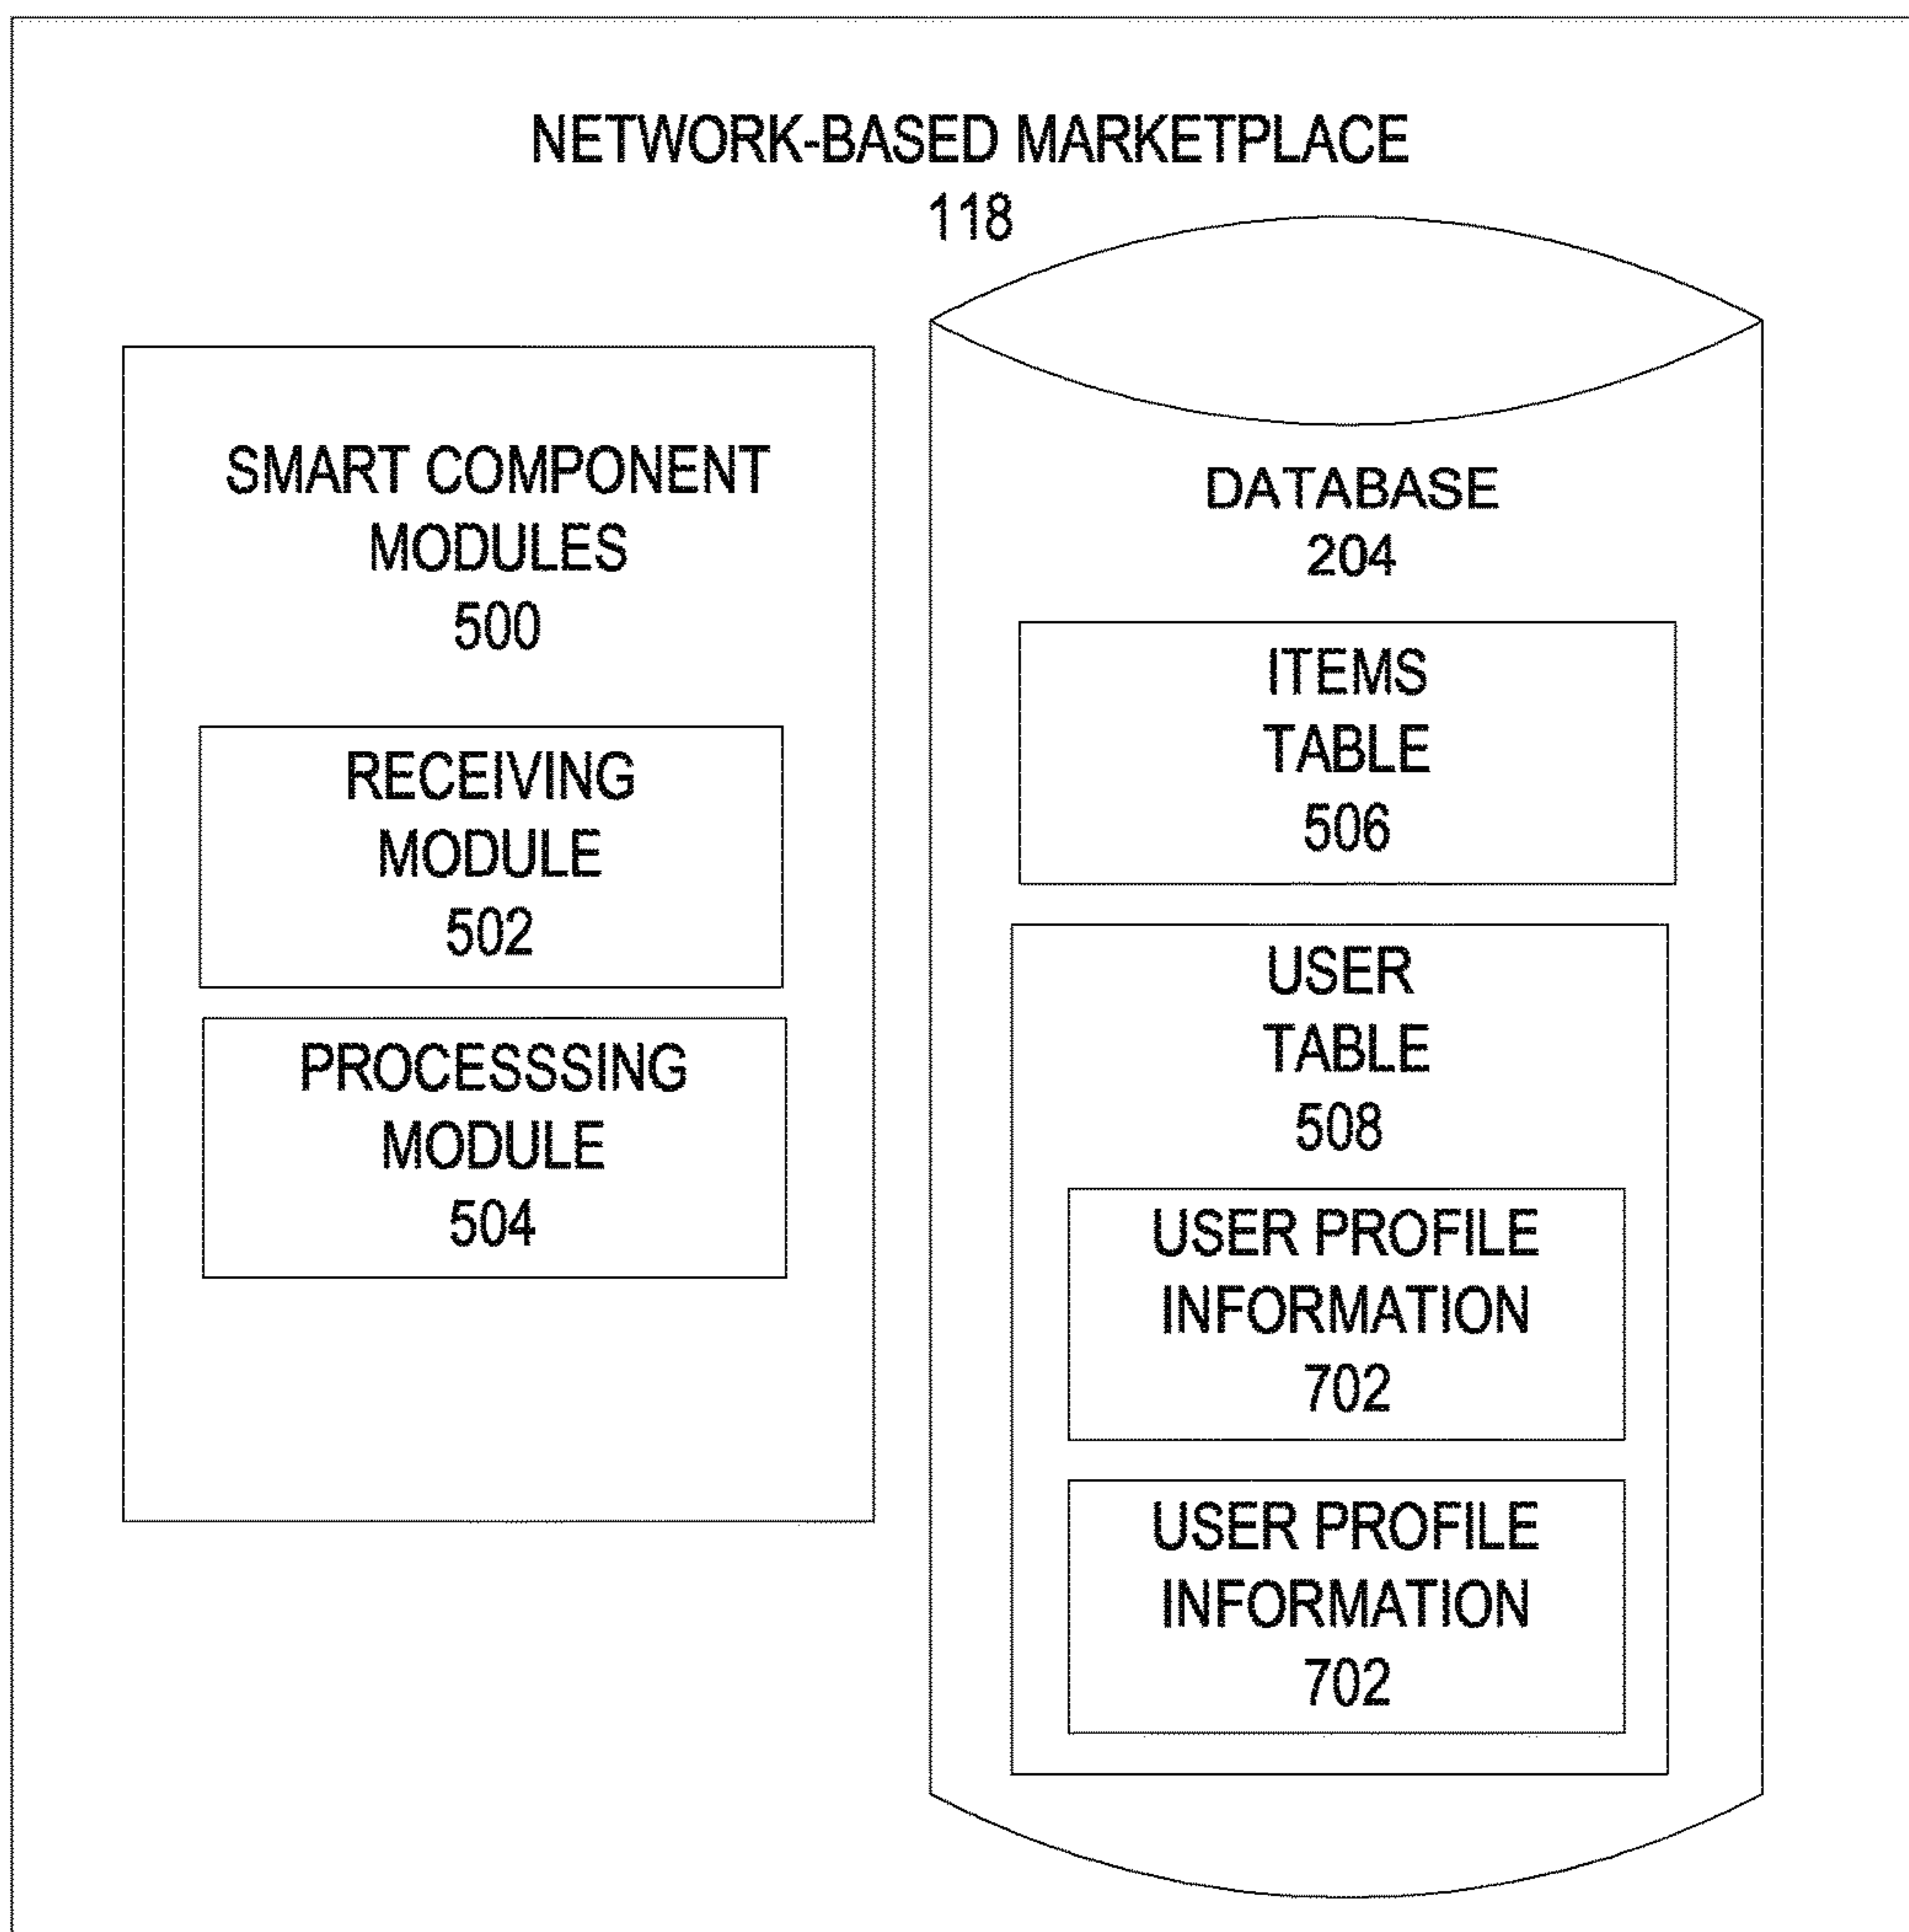 NETWORK-BASED MARKETPLACE
118
SMART COMPONENT
MODULES
500
RECEIVING
MODULE
502
PROCESSSING
MODULE
504
DATABASE
204
ITEMS
TABLE
506
USER
TABLE
508
USER PROFILE
INFORMATION
702
USER PROFILE
INFORMATION
702